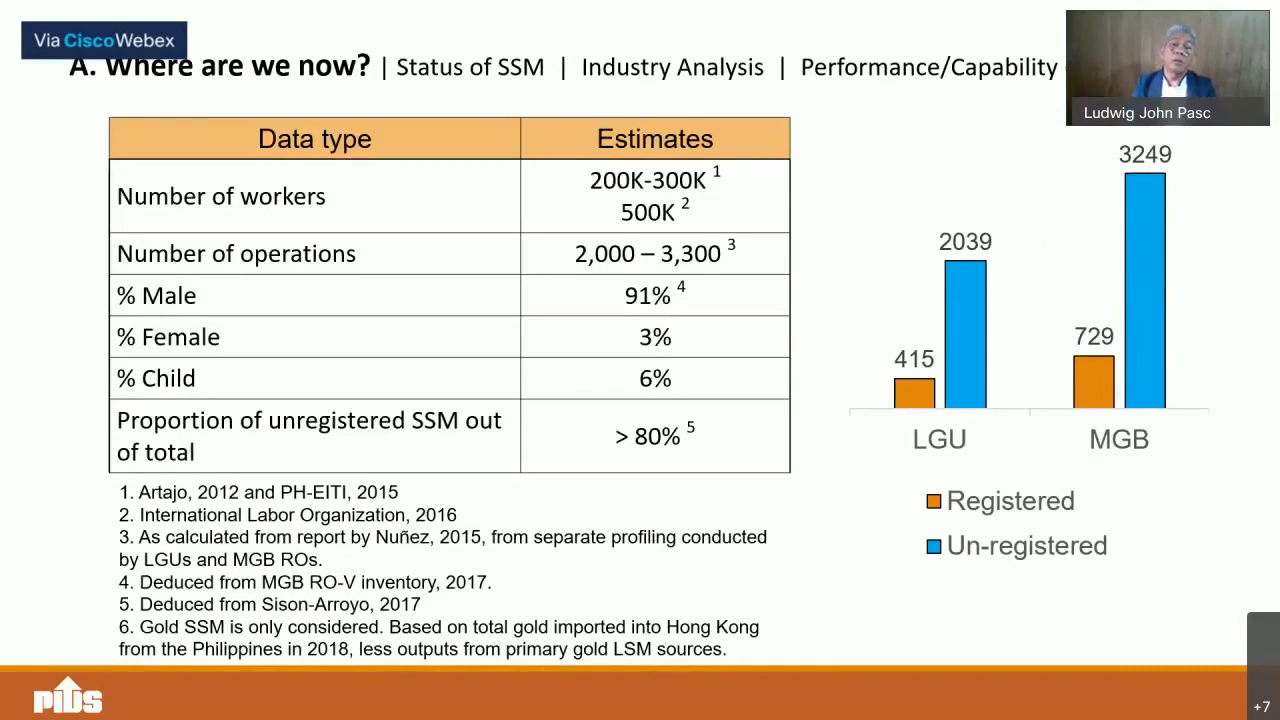 Via CiscoWebex
A. Where are we now? | Status of SSM | Industry Analysis | Performance/Capability
Ludwig John Pasc
Data type Estimates
Number of workers 200K-300K 1
500K 2
Number of operations 2,000 – 3,300 3
% Male 91% 4
% Female 3%
% Child 6%
Proportion of unregistered SSM out
of total > 80% 5
1. Artajo, 2012 and PH-EITI, 2015
2. International Labor Organization, 2016
3. As calculated from report by Nuñez, 2015, from separate profiling conducted
by LGUs and MGB ROs.
4. Deduced from MGB RO-V inventory, 2017.
5. Deduced from Sison-Arroyo, 2017
6. Gold SSM is only considered. Based on total gold imported into Hong Kong
from the Philippines in 2018, less outputs from primary gold LSM sources.
3249
2039
729
415
LGU MGB
Registered
Un-registered
PIDS
+7